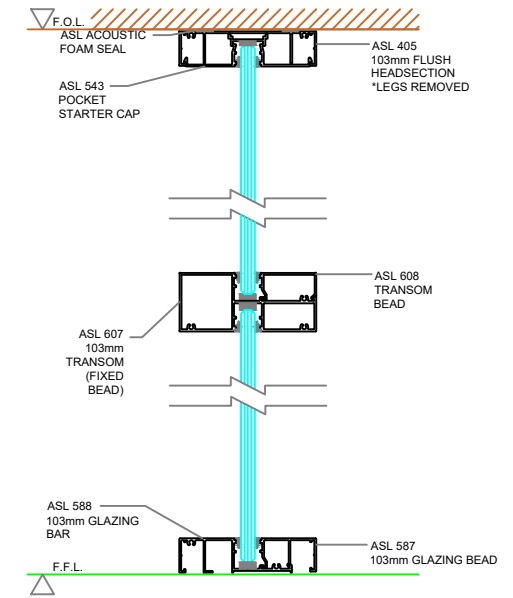 F.O.L.
ASL ACOUSTIC
FOAM SEAL
ASL 405
103mm FLUSH
HEADSECTION
*LEGS REMOVED
ASL 543
POCKET
STARTER CAP
ASL 608
TRANSOM
BEAD
ASL 607
103mm
TRANSOM
(FIXED
BEAD)
ASL 588
103mm GLAZING
BAR
ASL 587
103mm GLAZING BEAD
F.F.L.